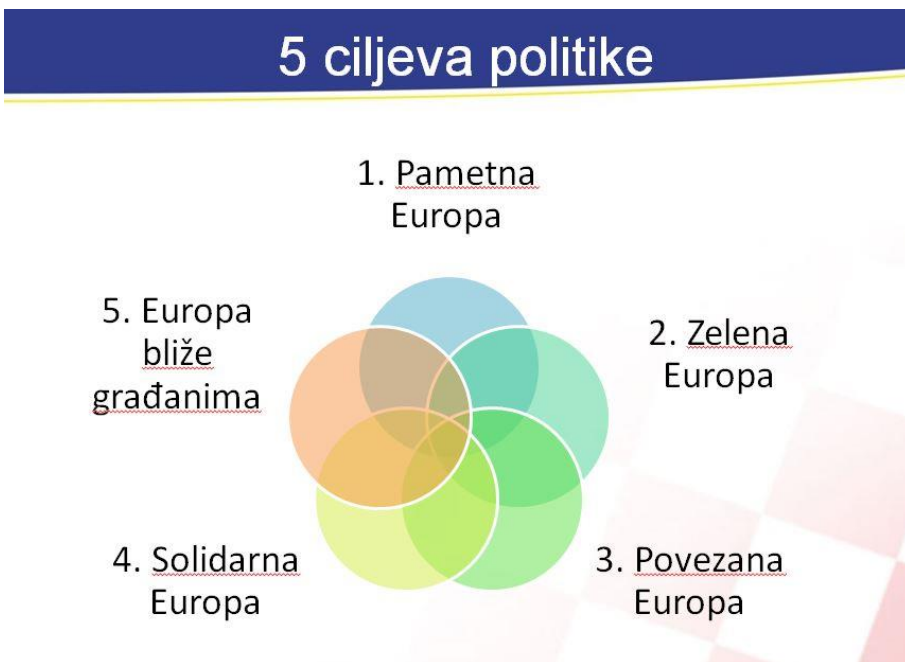 5 ciljeva politike
1. Pametna
Europa
2. Zelena
Europa
3. Povezana
Europa
4. Solidarna
Europa
5. Europa
bliže
građanima